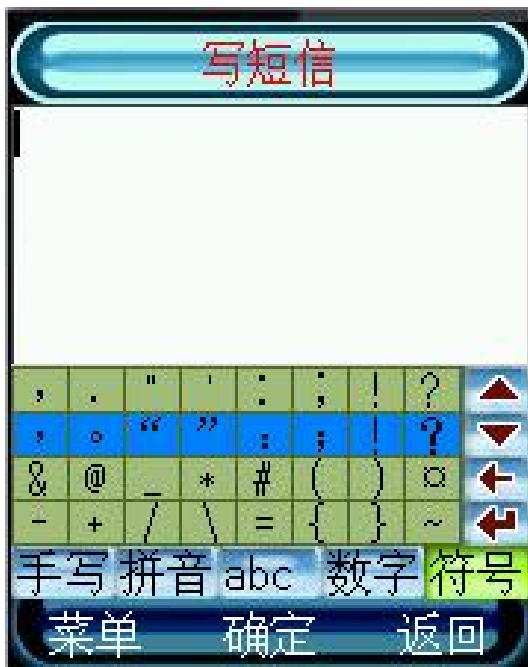 写短信
, . " ' : ; ! ?
， 。 “ ” ： ； ！ ？
& @ _ * # ( ) ¤
- + / \ = { } ~
手写 拼音 abc 数字 符号
菜单 确定 返回